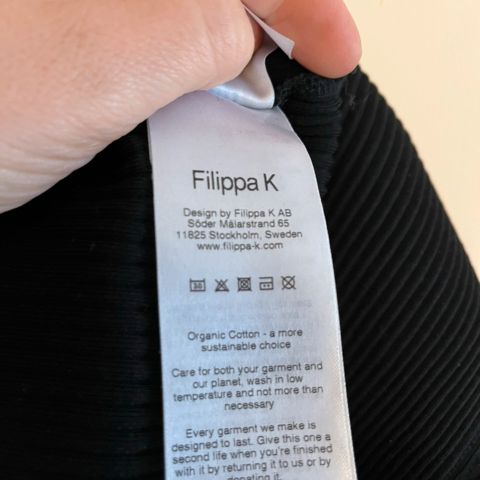 Filippa K
Design by Filippa K AB
Söder Mälarstrand 65
11825 Stockholm, Sweden
www.filippa-k.com
30
Organic Cotton - a more
sustainable choice
Care for both your garment and
our planet, wash in low
temperature and not more than
necessary
Every garment we make is
designed to last. Give this one a
second life when you're finished
with it by returning it to us or by
donating it.